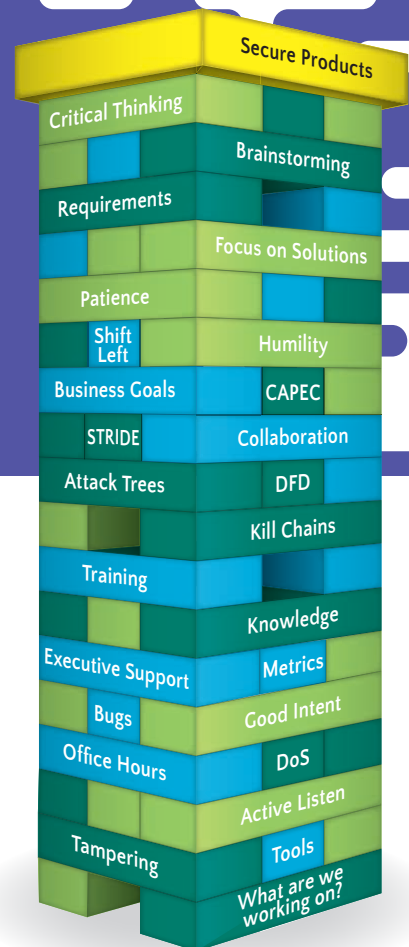 Secure Products
Critical Thinking
Brainstorming
Requirements
Focus on Solutions
Patience
Shift
Left
Humility
Business Goals
CAPEC
STRIDE
Collaboration
Attack Trees
DFD
Kill Chains
Training
Knowledge
Executive Support
Metrics
Bugs
Good Intent
Office Hours
DoS
Active Listen
Tampering
Tools
What are we
working on?